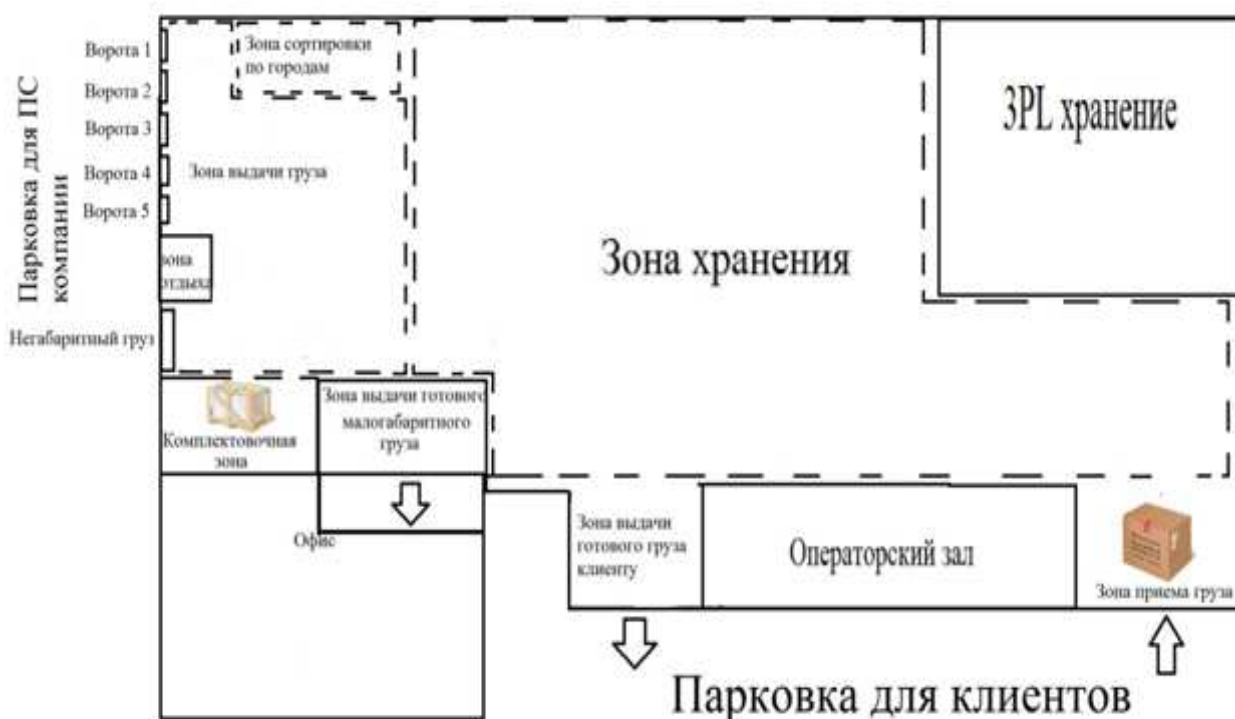 Парковка для ПС
компании
Ворота 1
Ворота 2
Ворота 3
Ворота 4
Ворота 5
зона
отдыха
Негабаритный груз
Зона сортировки
по городам
Зона выдачи груза
Зона хранения
3PL хранение
Комплектовочная
зона
Зона выдачи готового
малогабаритного
груза
Офис
Зона выдачи
готового груза
клиенту
Операторский зал
Зона приема груза
Парковка для клиентов